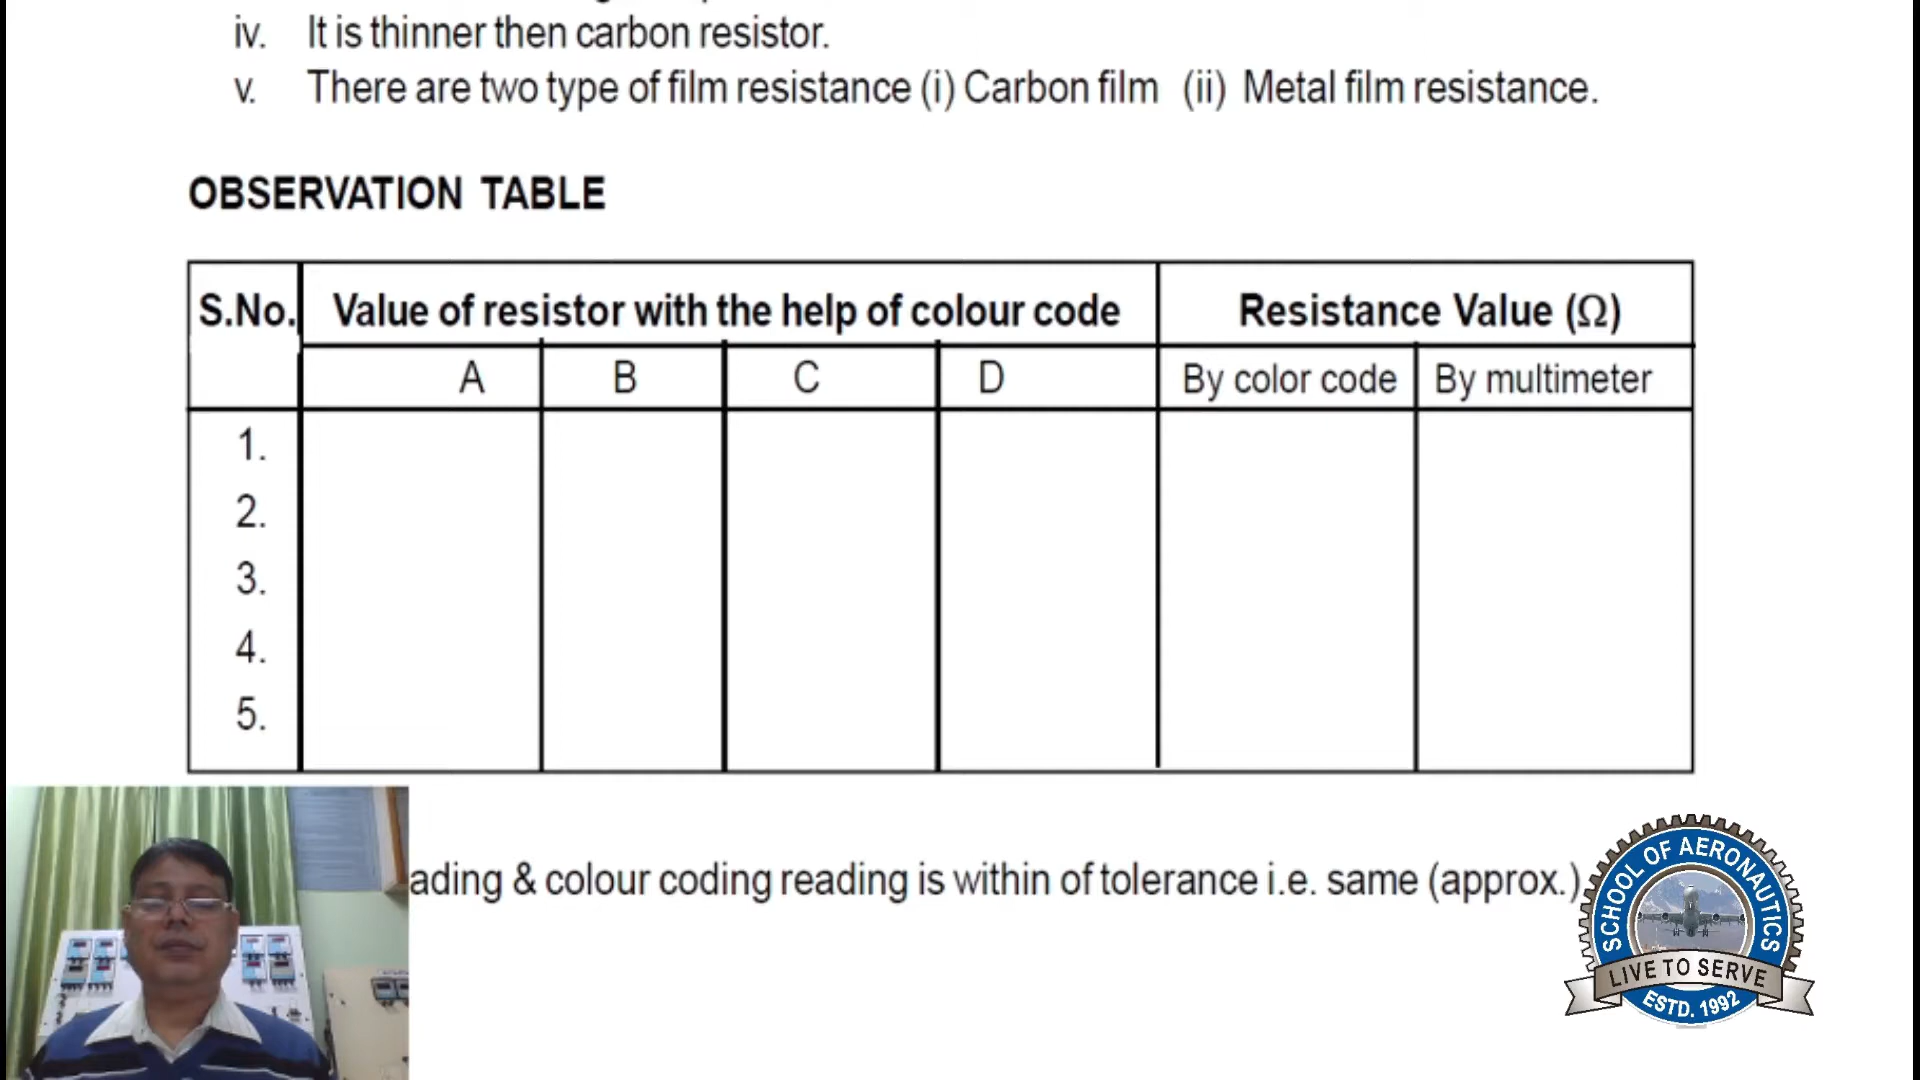 iv. It is thinner then carbon resistor.
v. There are two type of film resistance (i) Carbon film (ii) Metal film resistance.
OBSERVATION TABLE
S.No. Value of resistor with the help of colour code Resistance Value (Ω)
A B C D By color code By multimeter
1.
2.
3.
4.
5.
ading & colour coding reading is within of tolerance i.e. same (approx.)
SCHOOL OF AERONAUTICS
LIVE TO SERVE
ESTD. 1992